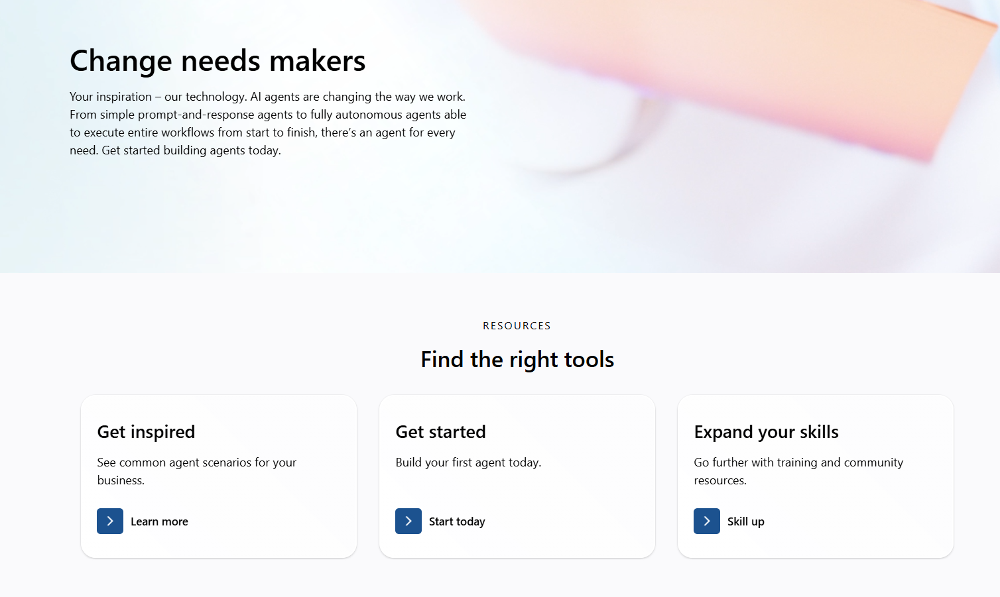 Change needs makers
Your inspiration – our technology. AI agents are changing the way we work.
From simple prompt-and-response agents to fully autonomous agents able
to execute entire workflows from start to finish, there’s an agent for every
need. Get started building agents today.
RESOURCES
Find the right tools
Get inspired
See common agent scenarios for your
business.
Learn more
Get started
Build your first agent today.
Start today
Expand your skills
Go further with training and community
resources.
Skill up